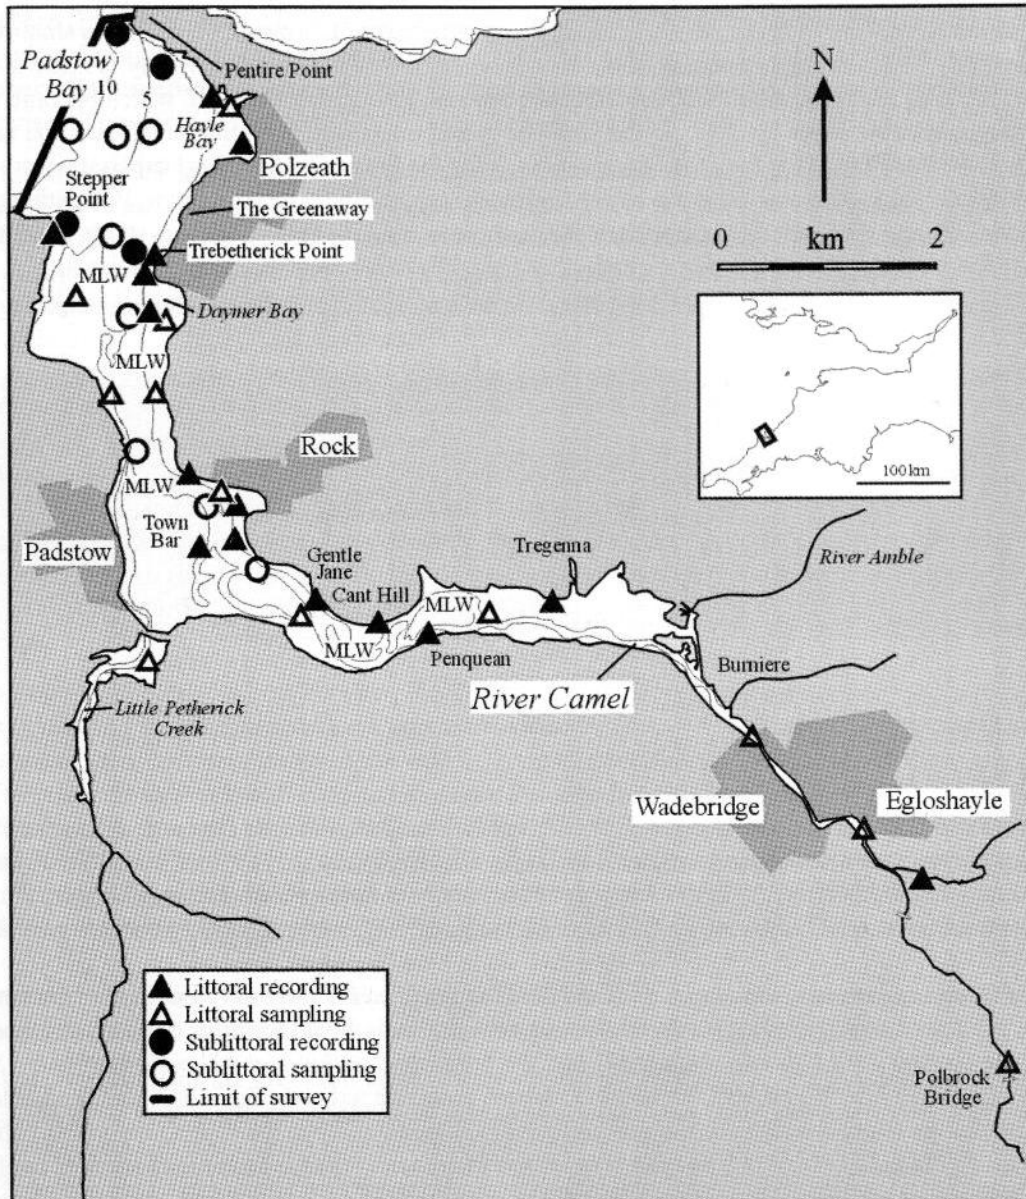 Padstow
Bay
10
5
Pentire Point
Hayle
Bay
Polzeath
Stepper
Point
The Greenaway
Trebetherick Point
MLW
Daymer Bay
MLW
N
0 km 2
100 km
Rock
MLW
Town
Bar
Padstow
Gentle
Jane
Cant Hill
Tregenna
River Amble
MLW
MLW
Penquean
River Camel
Burniere
Little Petherick
Creek
Wadebridge
Egloshayle
Polbrock
Bridge
Littoral recording
Littoral sampling
Sublittoral recording
Sublittoral sampling
Limit of survey